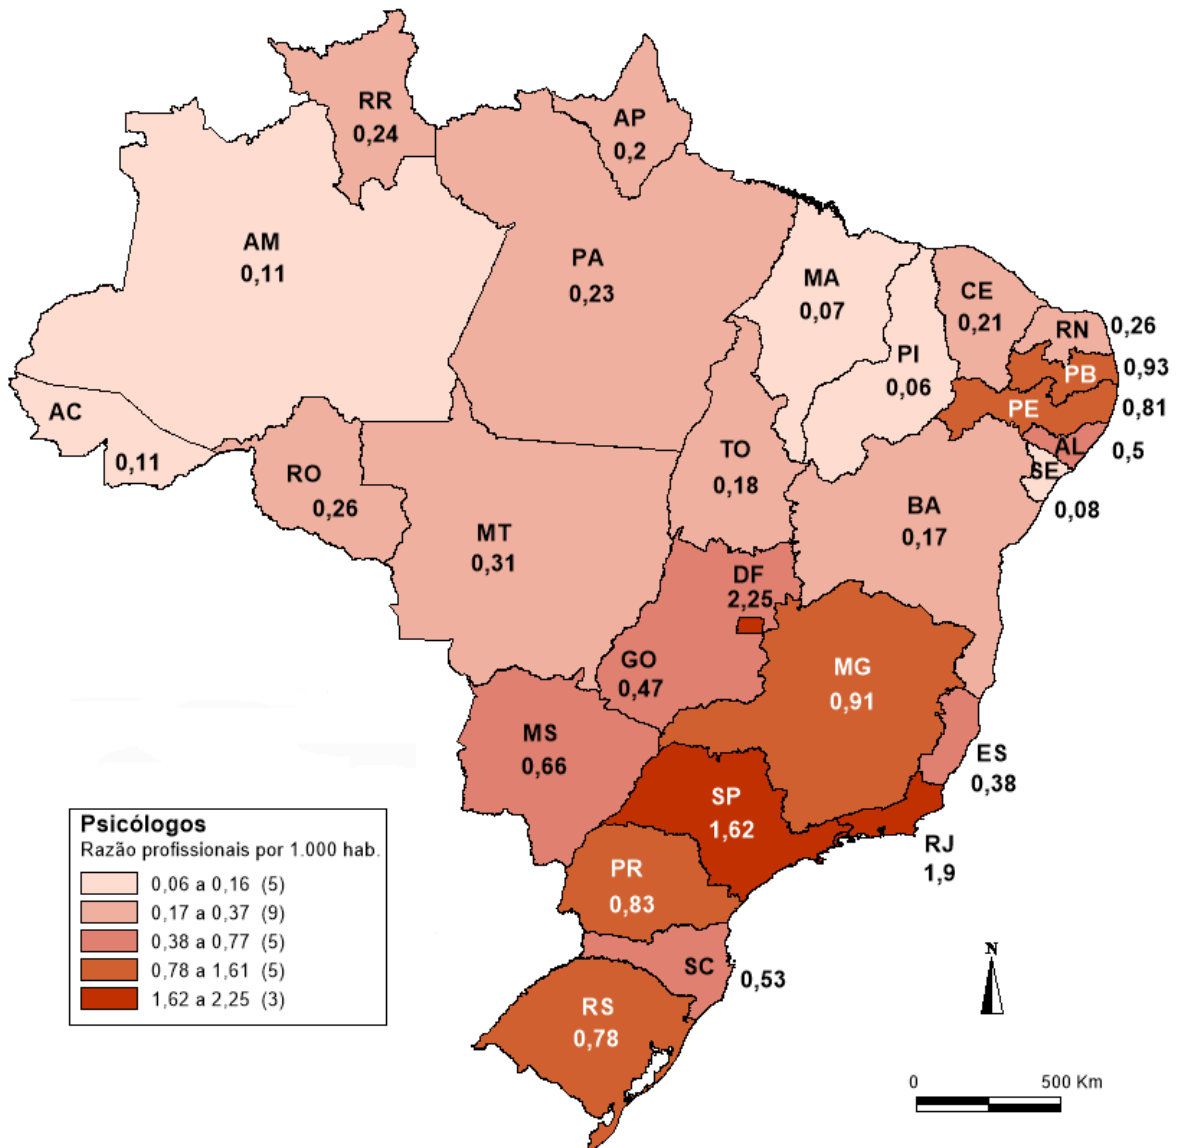 RR
0,24
AP
0,2
AM
0,11
PA
0,23
MA
0,07
CE
0,21
RN
0,26
PI
0,06
PB
0,93
PE
0,81
AC
0,11
AL
0,5
SE
0,08
TO
0,18
RO
0,26
BA
0,17
MT
0,31
DF
2,25
GO
0,47
MG
0,91
MS
0,66
ES
0,38
SP
1,62
RJ
1,9
PR
0,83
SC
0,53
RS
0,78
Psicólogos
Razão profissionais por 1.000 hab.
0,06 a 0,16 (5)
0,17 a 0,37 (9)
0,38 a 0,77 (5)
0,78 a 1,61 (5)
1,62 a 2,25 (3)
N
0 500 Km